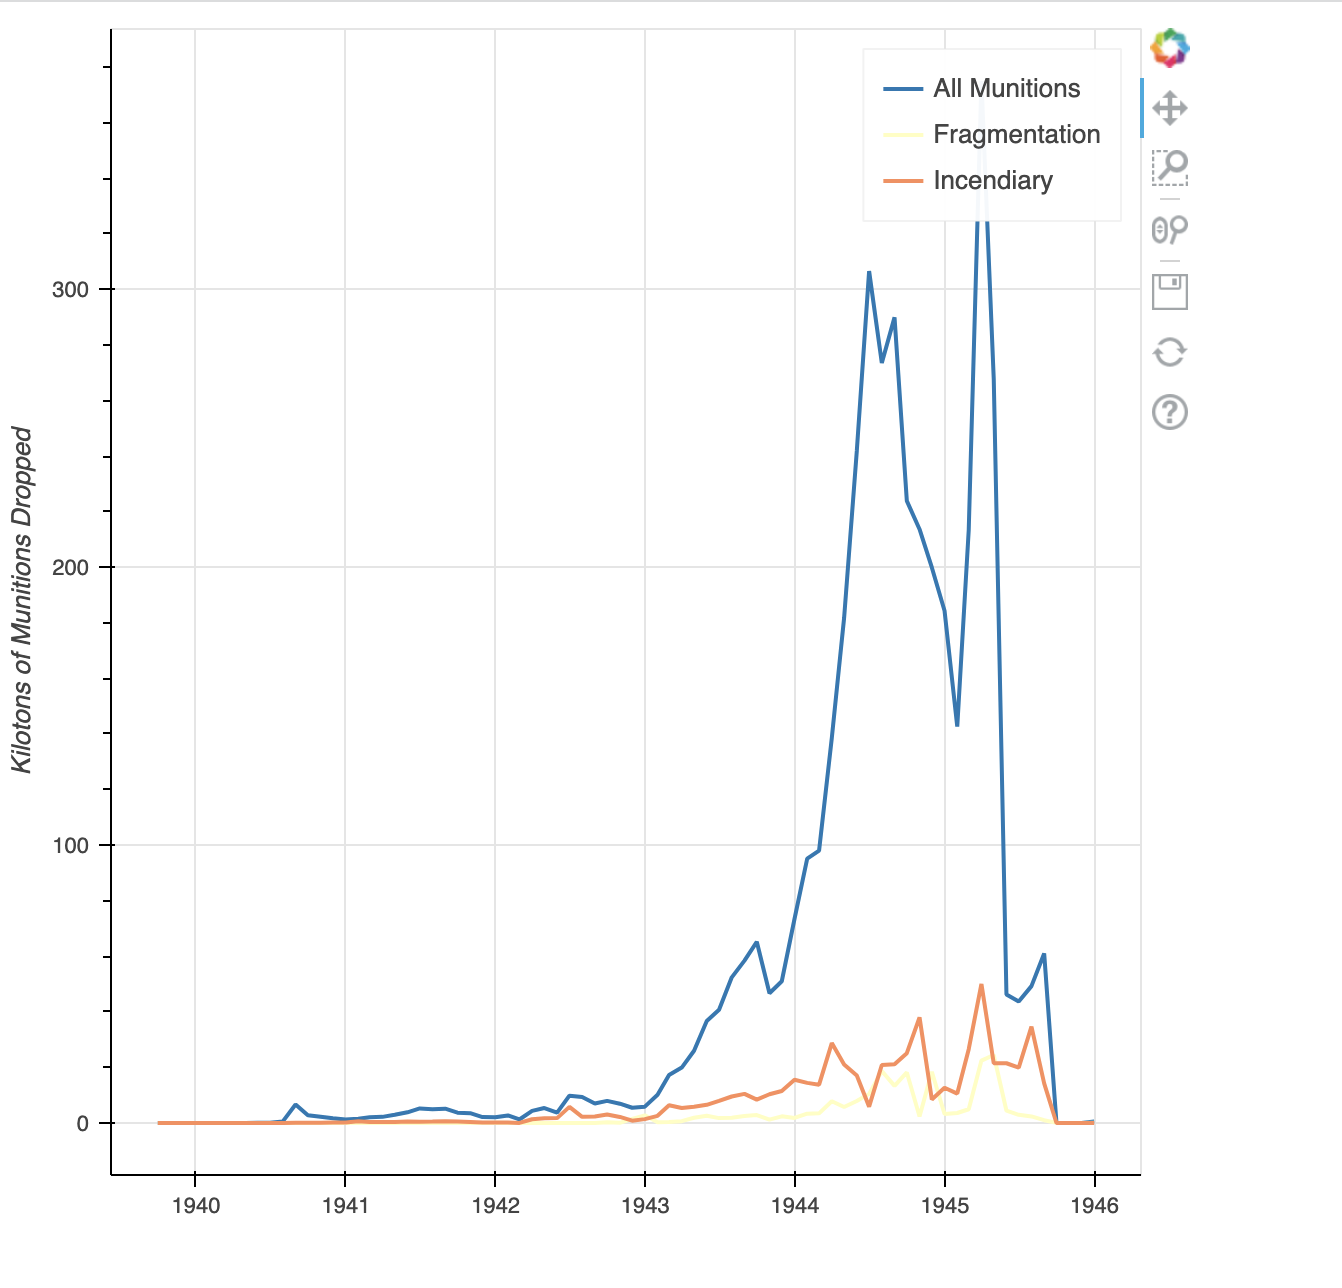 All Munitions
Fragmentation
Incendiary
Kilotons of Munitions Dropped
300
200
100
0
1940 1941 1942 1943 1944 1945 1946